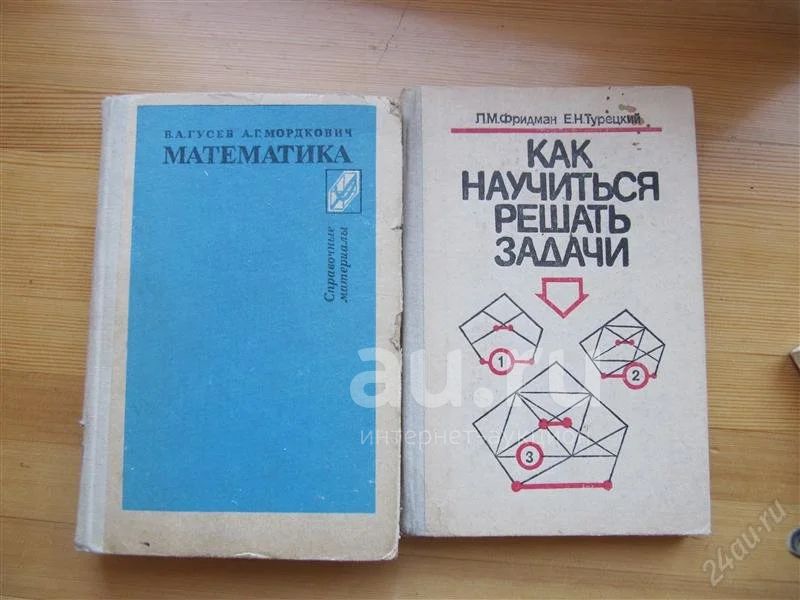 В.А.ГУСЕВ А.Г.МОРДКОВИЧ
МАТЕМАТИКА
Справочные
материалы
Л.М.Фридман Е.Н.Турецкий
КАК
НАУЧИТЬСЯ
РЕШАТЬ
ЗАДАЧИ
1
2
3
au.ru
интернет-аукцион
24au.ru